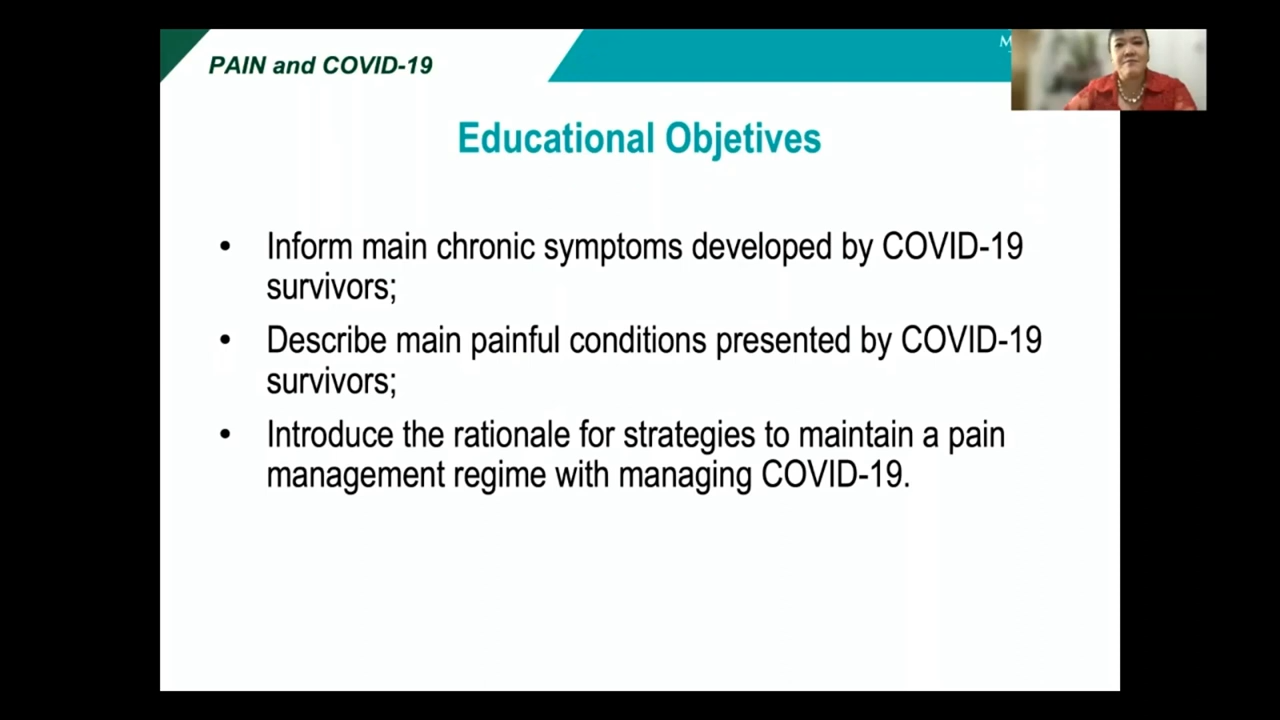 PAIN and COVID-19
Educational Objetives
• Inform main chronic symptoms developed by COVID-19
survivors;
• Describe main painful conditions presented by COVID-19
survivors;
• Introduce the rationale for strategies to maintain a pain
management regime with managing COVID-19.